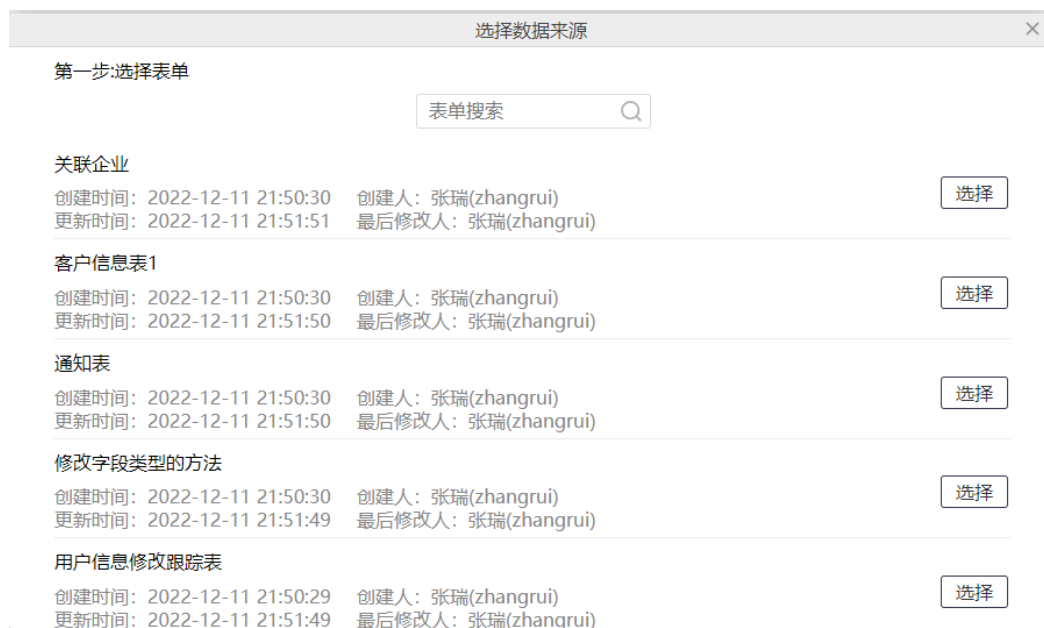 选择数据来源
第一步:选择表单
表单搜索
关联企业
创建时间：2022-12-11 21:50:30 创建人：张瑞(zhangrui)
更新时间：2022-12-11 21:51:51 最后修改人：张瑞(zhangrui)
选择
客户信息表1
创建时间：2022-12-11 21:50:30 创建人：张瑞(zhangrui)
更新时间：2022-12-11 21:51:50 最后修改人：张瑞(zhangrui)
选择
通知表
创建时间：2022-12-11 21:50:30 创建人：张瑞(zhangrui)
更新时间：2022-12-11 21:51:50 最后修改人：张瑞(zhangrui)
选择
修改字段类型的方法
创建时间：2022-12-11 21:50:30 创建人：张瑞(zhangrui)
更新时间：2022-12-11 21:51:49 最后修改人：张瑞(zhangrui)
选择
用户信息修改跟踪表
创建时间：2022-12-11 21:50:29 创建人：张瑞(zhangrui)
更新时间：2022-12-11 21:51:49 最后修改人：张瑞(zhangrui)
选择